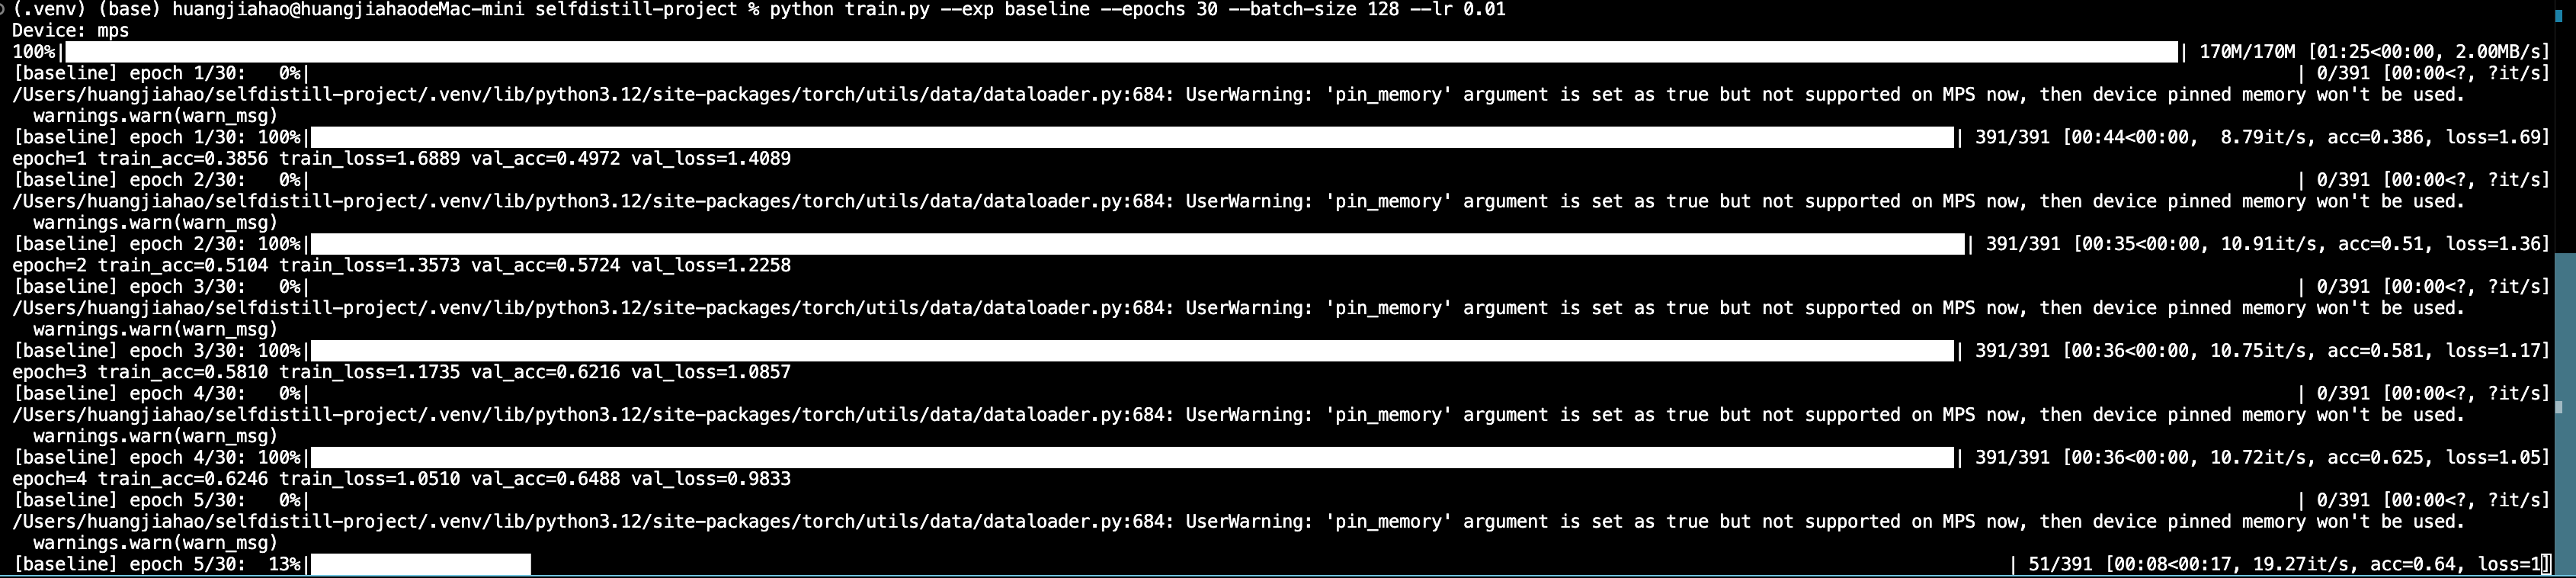 (.venv) (base) huangjiahao@huangjiahaodeMac-mini selfdistill-project % python train.py --exp baseline --epochs 30 --batch-size 128 --lr 0.01
Device: mps
100%| | 170M/170M [01:25<00:00, 2.00MB/s]
[baseline] epoch 1/30:   0%| | 0/391 [00:00<?, ?it/s]
/Users/huangjiahao/selfdistill-project/.venv/lib/python3.12/site-packages/torch/utils/data/dataloader.py:684: UserWarning: 'pin_memory' argument is set as true but not supported on MPS now, then device pinned memory won't be used.
  warnings.warn(warn_msg)
[baseline] epoch 1/30: 100%| | 391/391 [00:44<00:00,  8.79it/s, acc=0.386, loss=1.69]
epoch=1 train_acc=0.3856 train_loss=1.6889 val_acc=0.4972 val_loss=1.4089
[baseline] epoch 2/30:   0%| | 0/391 [00:00<?, ?it/s]
/Users/huangjiahao/selfdistill-project/.venv/lib/python3.12/site-packages/torch/utils/data/dataloader.py:684: UserWarning: 'pin_memory' argument is set as true but not supported on MPS now, then device pinned memory won't be used.
  warnings.warn(warn_msg)
[baseline] epoch 2/30: 100%| | 391/391 [00:35<00:00, 10.91it/s, acc=0.51, loss=1.36]
epoch=2 train_acc=0.5104 train_loss=1.3573 val_acc=0.5724 val_loss=1.2258
[baseline] epoch 3/30:   0%| | 0/391 [00:00<?, ?it/s]
/Users/huangjiahao/selfdistill-project/.venv/lib/python3.12/site-packages/torch/utils/data/dataloader.py:684: UserWarning: 'pin_memory' argument is set as true but not supported on MPS now, then device pinned memory won't be used.
  warnings.warn(warn_msg)
[baseline] epoch 3/30: 100%| | 391/391 [00:36<00:00, 10.75it/s, acc=0.581, loss=1.17]
epoch=3 train_acc=0.5810 train_loss=1.1735 val_acc=0.6216 val_loss=1.0857
[baseline] epoch 4/30:   0%| | 0/391 [00:00<?, ?it/s]
/Users/huangjiahao/selfdistill-project/.venv/lib/python3.12/site-packages/torch/utils/data/dataloader.py:684: UserWarning: 'pin_memory' argument is set as true but not supported on MPS now, then device pinned memory won't be used.
  warnings.warn(warn_msg)
[baseline] epoch 4/30: 100%| | 391/391 [00:36<00:00, 10.72it/s, acc=0.625, loss=1.05]
epoch=4 train_acc=0.6246 train_loss=1.0510 val_acc=0.6488 val_loss=0.9833
[baseline] epoch 5/30:   0%| | 0/391 [00:00<?, ?it/s]
/Users/huangjiahao/selfdistill-project/.venv/lib/python3.12/site-packages/torch/utils/data/dataloader.py:684: UserWarning: 'pin_memory' argument is set as true but not supported on MPS now, then device pinned memory won't be used.
  warnings.warn(warn_msg)
[baseline] epoch 5/30:  13%| | 51/391 [00:08<00:17, 19.27it/s, acc=0.64, loss=1]